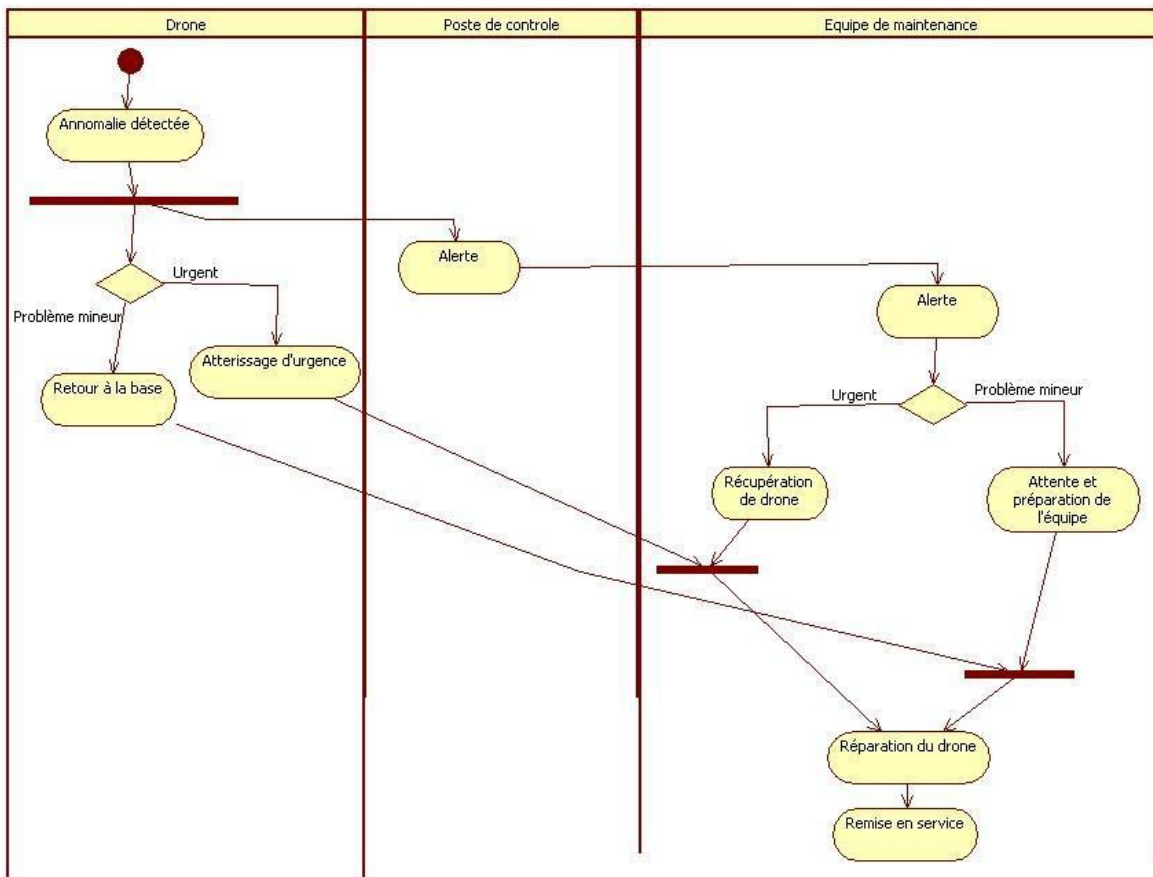 Drone
Poste de controle
Equipe de maintenance
Annomalie détectée
Alerte
Urgent
Problème mineur
Alerte
Atterissage d'urgence
Retour à la base
Urgent
Problème mineur
Récupération
de drone
Attente et
préparation de
l'équipe
Réparation du drone
Remise en service